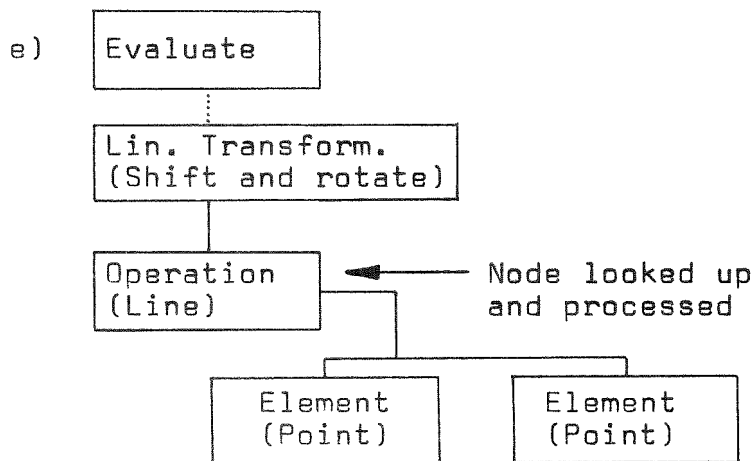 e) Evaluate
Lin. Transform.
(Shift and rotate)
Operation
(Line)
Node looked up
and processed
Element
(Point)
Element
(Point)